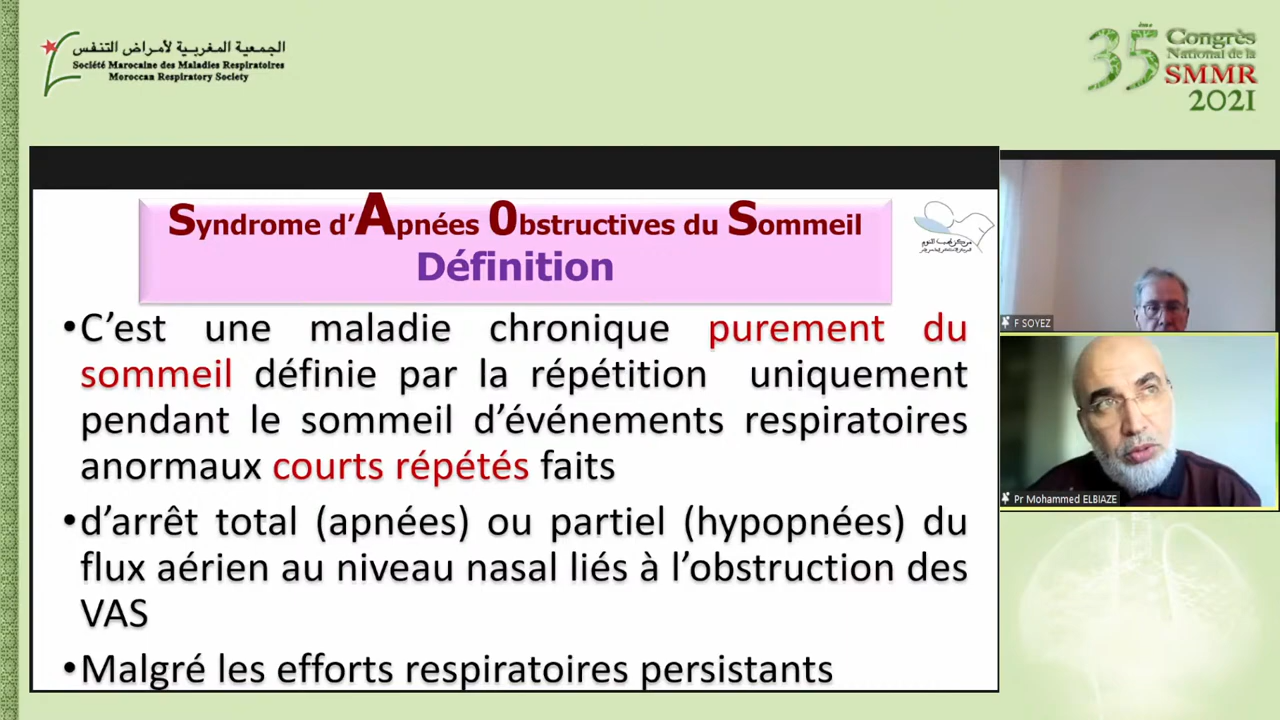 الجمعية المغربية لأمراض التنفس
Société Marocaine des Maladies Respiratoires
Moroccan Respiratory Society
35ème Congrès
National de la
SMMR
2021
Syndrome d’Apnées 0bstructives du Sommeil
Définition
•C’est une maladie chronique purement du
sommeil définie par la répétition uniquement
pendant le sommeil d’événements respiratoires
anormaux courts répétés faits
•d’arrêt total (apnées) ou partiel (hypopnées) du
flux aérien au niveau nasal liés à l’obstruction des
VAS
•Malgré les efforts respiratoires persistants
F SOYEZ
Pr Mohammed ELBIAZE